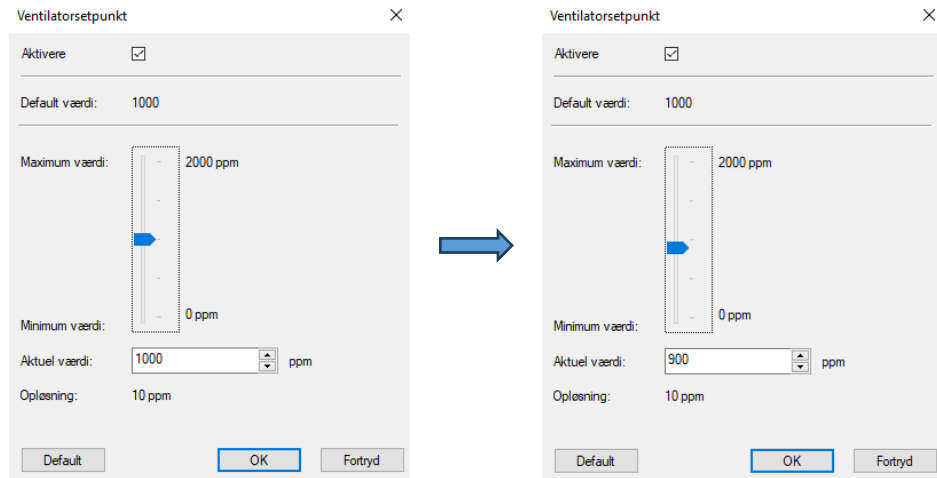 Ventilatorsetpunkt
Aktivere
Default værdi: 1000
Maximum værdi: 2000 ppm
0 ppm
Minimum værdi:
Aktuel værdi: 1000 ppm
Opløsning: 10 ppm
Default OK Fortryd
Ventilatorsetpunkt
Aktivere
Default værdi: 1000
Maximum værdi: 2000 ppm
0 ppm
Minimum værdi:
Aktuel værdi: 900 ppm
Opløsning: 10 ppm
Default OK Fortryd